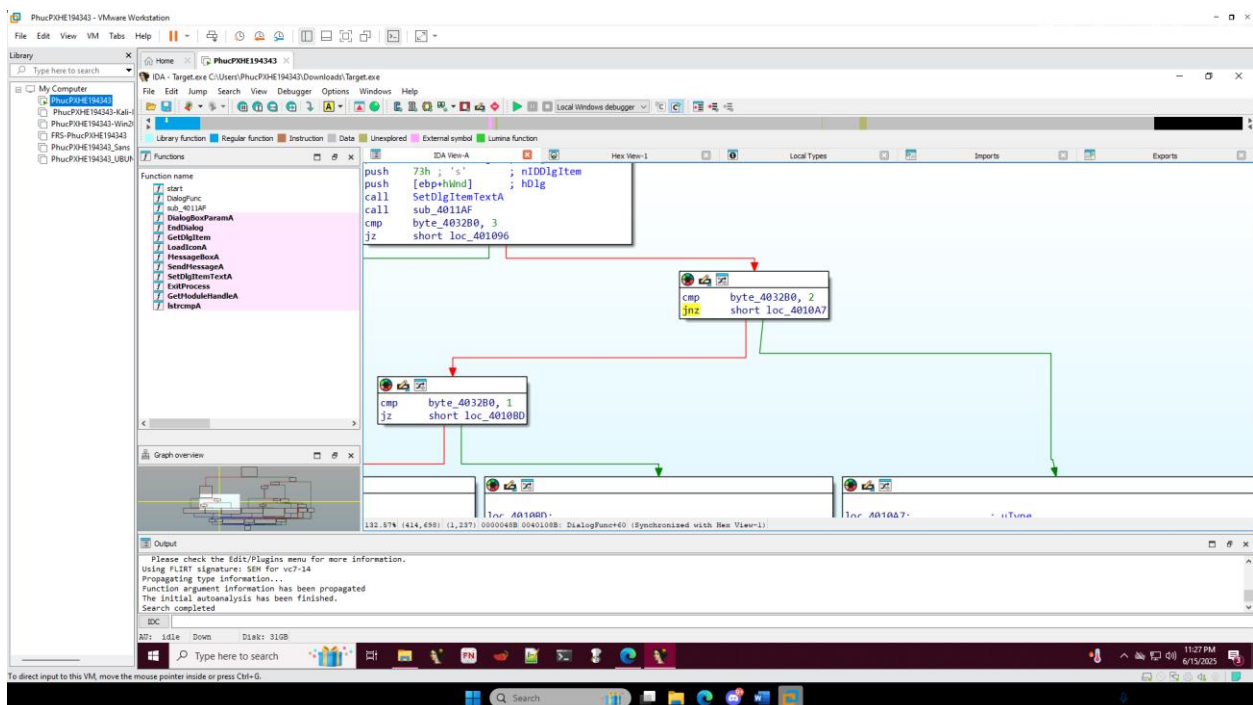 PhucPXHE194343 - VMware Workstation
File Edit View VM Tabs Help
Library
Type here to search
My Computer
PhucPXHE194343
PhucPXHE194343-Kali-
PhucPXHE194343-Win2
FRS-PhucPXHE194343
PhucPXHE194343_Sans
PhucPXHE194343_UBUN
Home
PhucPXHE194343
IDA - Target.exe C:\Users\PhucPXHE194343\Downloads\Target.exe
File Edit Jump Search View Debugger Options Windows Help
Local Windows debugger
Library function Regular function Instruction Data Unexplored External symbol Lumina function
Functions
Function name
start
DialogFunc
sub_4011AF
DialogBoxParamA
EndDialog
GetDlgItem
LoadIconA
MessageBoxA
SendMessageA
SetDlgItemTextA
ExitProcess
GetModuleHandleA
lstrcmpA
Graph overview
IDA View-A Hex View-1 Local Types Imports Exports
push 73h ; 's' ; nIDDlgItem
push [ebp+hWnd] ; hDlg
call SetDlgItemTextA
call sub_4011AF
cmp byte_4032B0, 3
jz short loc_401096
cmp byte_4032B0, 2
jnz short loc_4010A7
cmp byte_4032B0, 1
jz short loc_4010BD
loc_4010BD:
loc_4010A7: ; uType
132.57% (414,698) (1,237) 0000048B 0040108B: DialogFunc+60 (Synchronized with Hex View-1)
Output
Please check the Edit/Plugins menu for more information.
Using FLIRT signature: SEH for vc7-14
Propagating type information...
Function argument information has been propagated
The initial autoanalysis has been finished.
Search completed
IDC
AU: idle Down Disk: 31GB
Type here to search
11:27 PM
6/15/2025
To direct input to this VM, move the mouse pointer inside or press Ctrl+G.
Search